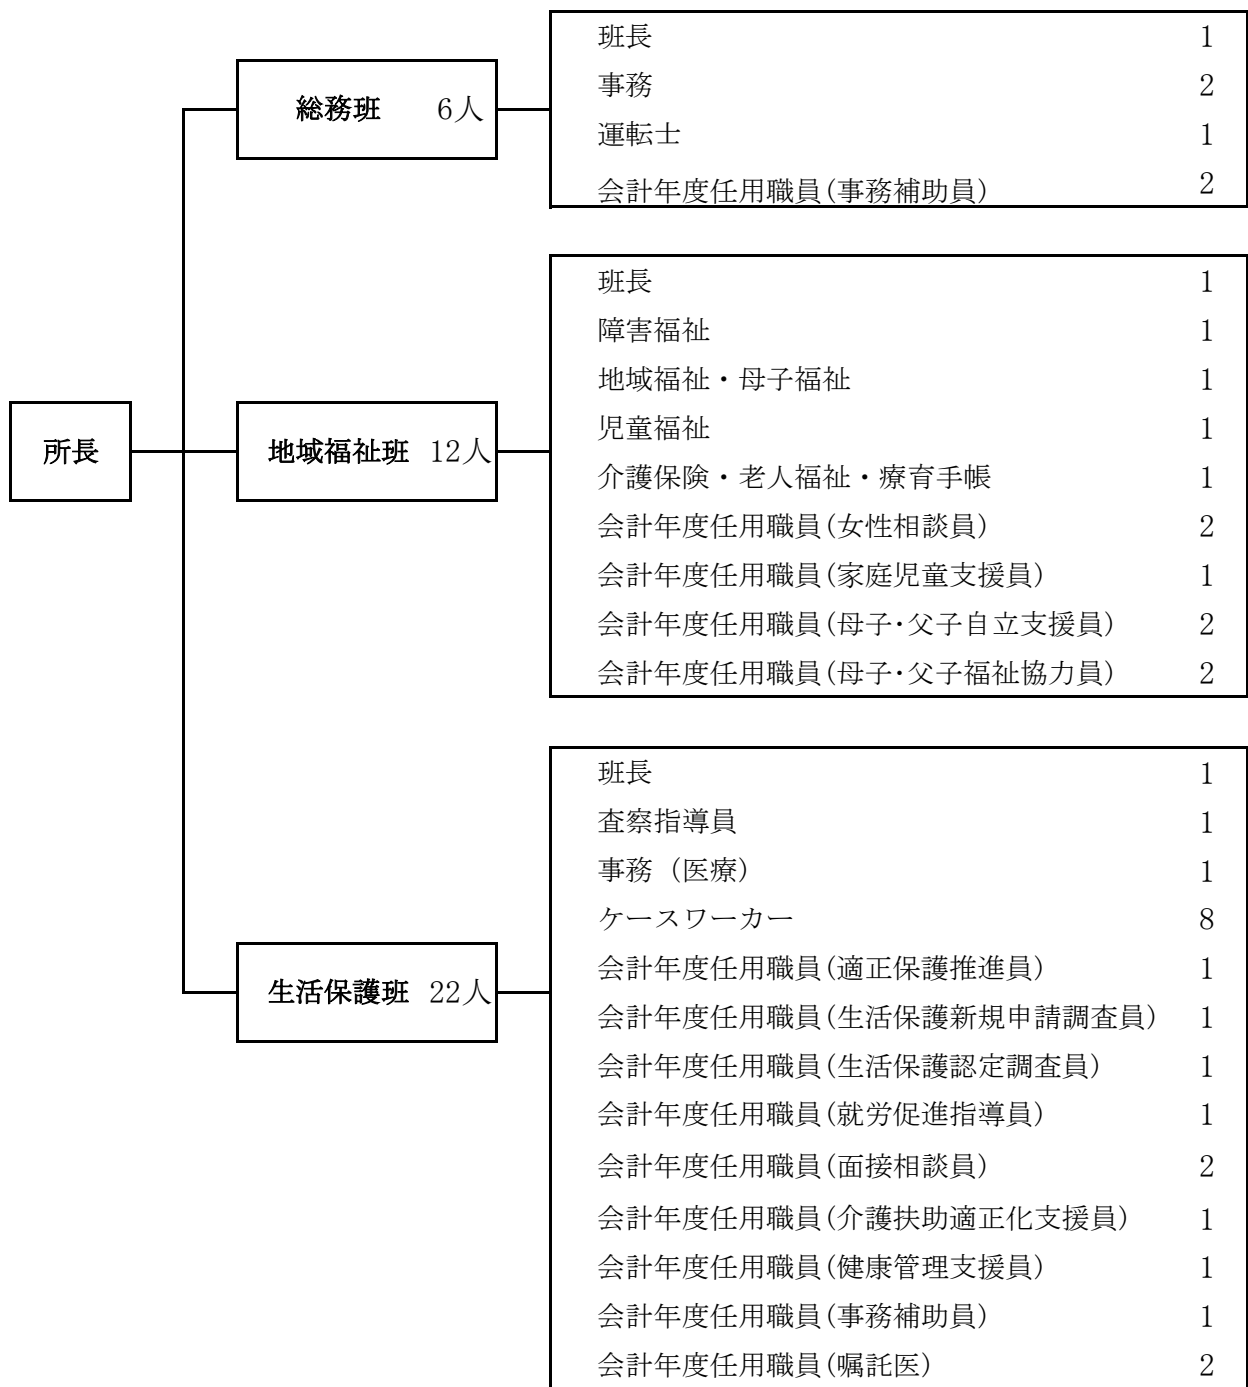 所長
総務班 6人
班長 1
事務 2
運転士 1
会計年度任用職員(事務補助員) 2
地域福祉班 12人
班長 1
障害福祉 1
地域福祉・母子福祉 1
児童福祉 1
介護保険・老人福祉・療育手帳 1
会計年度任用職員(女性相談員) 2
会計年度任用職員(家庭児童支援員) 1
会計年度任用職員(母子・父子自立支援員) 2
会計年度任用職員(母子・父子福祉協力員) 2
生活保護班 22人
班長 1
査察指導員 1
事務（医療） 1
ケースワーカー 8
会計年度任用職員(適正保護推進員) 1
会計年度任用職員(生活保護新規申請調査員) 1
会計年度任用職員(生活保護認定調査員) 1
会計年度任用職員(就労促進指導員) 1
会計年度任用職員(面接相談員) 2
会計年度任用職員(介護扶助適正化支援員) 1
会計年度任用職員(健康管理支援員) 1
会計年度任用職員(事務補助員) 1
会計年度任用職員(嘱託医) 2